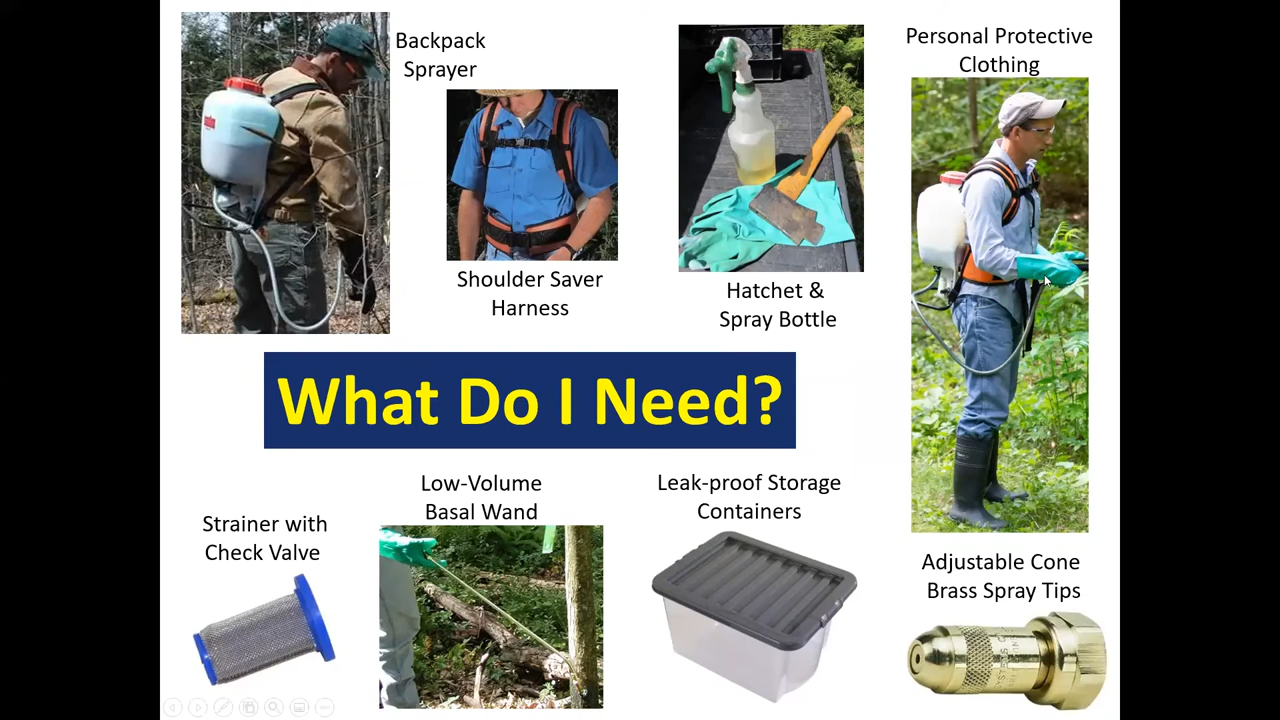 Backpack
Sprayer
Shoulder Saver
Harness
Hatchet &
Spray Bottle
Personal Protective
Clothing
What Do I Need?
Strainer with
Check Valve
Low-Volume
Basal Wand
Leak-proof Storage
Containers
Adjustable Cone
Brass Spray Tips